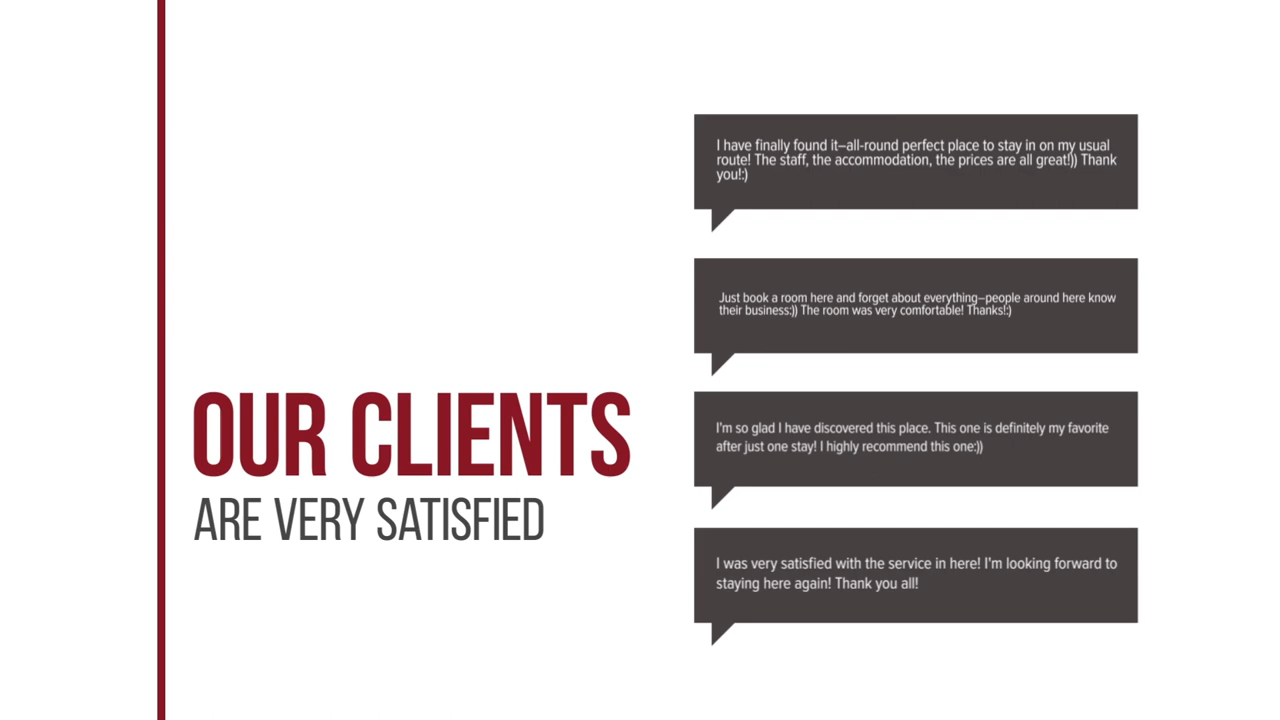 OUR CLIENTS
ARE VERY SATISFIED
I have finally found it–all-round perfect place to stay in on my usual
route! The staff, the accommodation, the prices are all great!)) Thank
you!:)
Just book a room here and forget about everything–people around here know
their business:)) The room was very comfortable! Thanks!:)
I'm so glad I have discovered this place. This one is definitely my favorite
after just one stay! I highly recommend this one:))
I was very satisfied with the service in here! I'm looking forward to
staying here again! Thank you all!